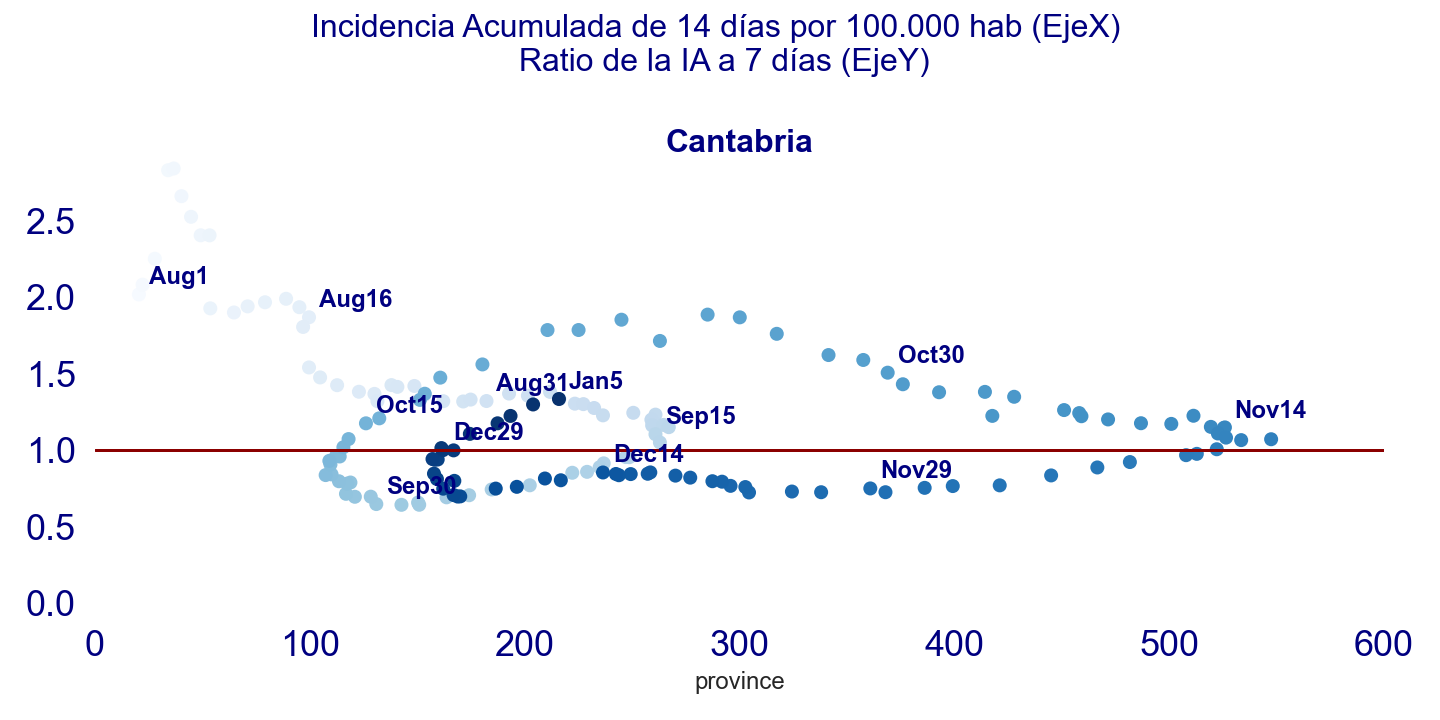 Incidencia Acumulada de 14 días por 100.000 hab (EjeX)
Ratio de la IA a 7 días (EjeY)
Cantabria
2.5
Aug1
2.0
Aug16
Oct30
1.5
Aug31
Jan5
Oct15
Sep15
Nov14
Dec29
1.0
Dec14
Nov29
Sep30
0.5
0.0
0 100 200 300 400 500 600
province